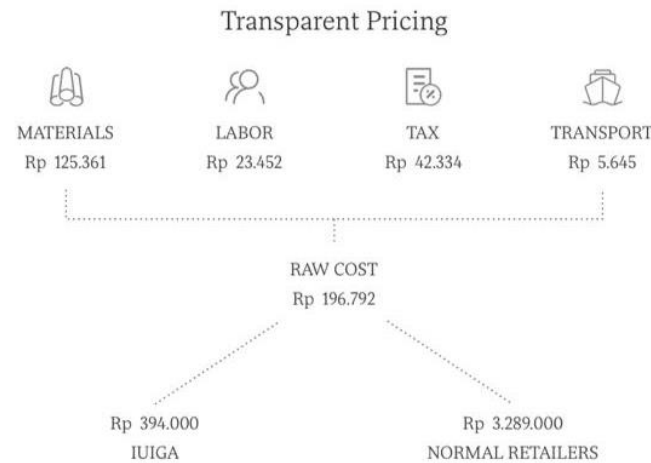 Transparent Pricing
MATERIALS LABOR TAX TRANSPORT
Rp 125.361 Rp 23.452 Rp 42.334 Rp 5.645
RAW COST
Rp 196.792
Rp 394.000 Rp 3.289.000
IUIGA NORMAL RETAILERS